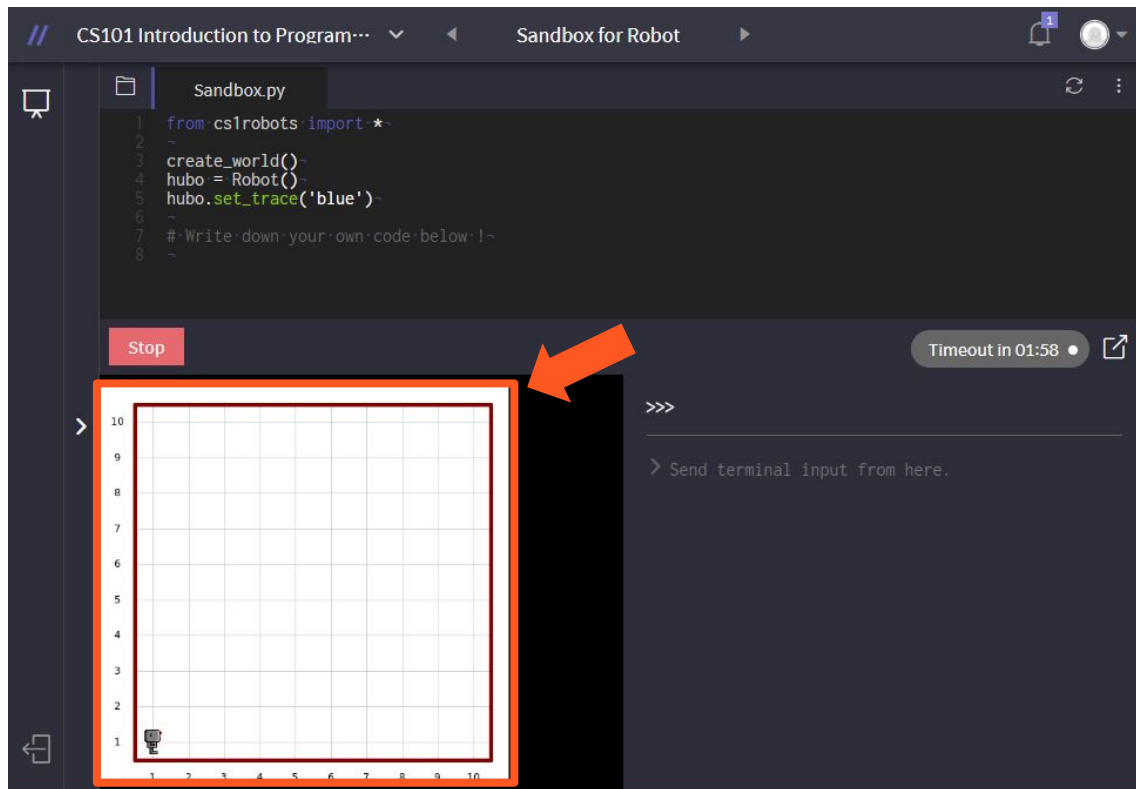 // CS101 Introduction to Program··· Sandbox for Robot 1
Sandbox.py
1 from cs1robots import *
2
3 create_world()
4 hubo = Robot()
5 hubo.set_trace('blue')
6
7 # Write down your own code below !
8
Stop Timeout in 01:58
>>>
> Send terminal input from here.
10
9
8
7
6
5
4
3
2
1
1 2 3 4 5 6 7 8 9 10